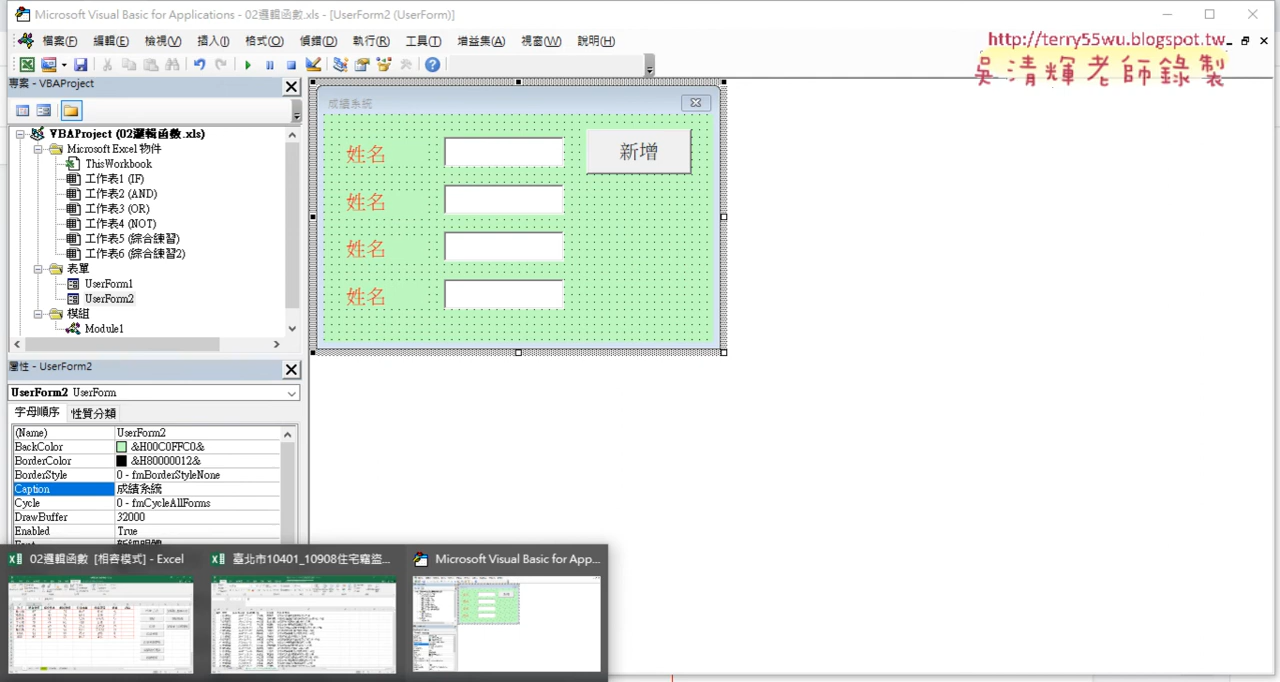 Microsoft Visual Basic for Applications - 02邏輯函數.xls - [UserForm2 (UserForm)]
檔案(F) 編輯(E) 檢視(V) 插入(I) 格式(O) 偵錯(D) 執行(R) 工具(T) 增益集(A) 視窗(W) 說明(H)
http://terry55wu.blogspot.tw
吳清輝老師錄製
專案 - VBAProject
VBAProject (02邏輯函數.xls)
Microsoft Excel 物件
ThisWorkbook
工作表1 (IF)
工作表2 (AND)
工作表3 (OR)
工作表4 (NOT)
工作表5 (綜合練習)
工作表6 (綜合練習2)
表單
UserForm1
UserForm2
模組
Module1
成績系統
姓名
新增
姓名
姓名
姓名
屬性 - UserForm2
UserForm2 UserForm
字母順序 性質分類
(Name) UserForm2
BackColor &H00C0FFC0&
BorderColor &H80000012&
BorderStyle 0 - fmBorderStyleNone
Caption 成績系統
Cycle 0 - fmCycleAllForms
DrawBuffer 32000
Enabled True
02邏輯函數 [相容模式] - Excel
臺北市10401_10908住宅竊盜...
Microsoft Visual Basic for App...